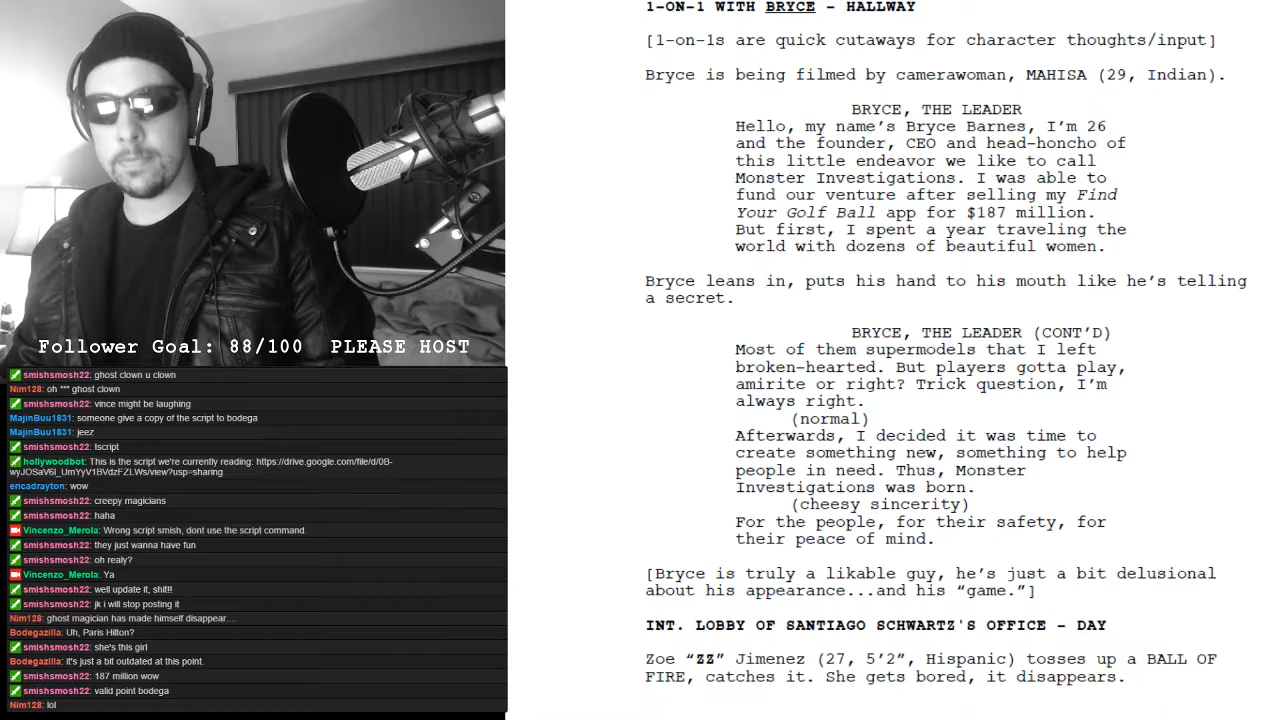 Follower Goal: 88/100 PLEASE HOST
smishsmosh22: ghost clown u clown
Nim128: oh *** ghost clown
smishsmosh22: vince might be laughing
MajinBuu1831: someone give a copy of the script to bodega
MajinBuu1831: jeez
smishsmosh22: !script
hollywoodbot: This is the script we're currently reading: https://drive.google.com/file/d/0B-
wyJOSaV6l_UmYyV1BVdzFZLWs/view?usp=sharing
ericadrayton: wow
smishsmosh22: creepy magicians
smishsmosh22: haha
Vincenzo_Merola: Wrong script smish, dont use the script command.
smishsmosh22: they just wanna have fun
smishsmosh22: oh realy?
Vincenzo_Merola: Ya
smishsmosh22: well update it, shit!!
smishsmosh22: jk i will stop posting it
Nim128: ghost magician has made himself disappear....
Bodegazilla: Uh, Paris Hilton?
smishsmosh22: she's this girl
Bodegazilla: it's just a bit outdated at this point.
smishsmosh22: 187 million wow
smishsmosh22: valid point bodega
Nim128: lol
1-ON-1 WITH BRYCE – HALLWAY
[1-on-1s are quick cutaways for character thoughts/input]
Bryce is being filmed by camerawoman, MAHISA (29, Indian).
BRYCE, THE LEADER
Hello, my name's Bryce Barnes, I'm 26
and the founder, CEO and head-honcho of
this little endeavor we like to call
Monster Investigations. I was able to
fund our venture after selling my Find
Your Golf Ball app for $187 million.
But first, I spent a year traveling the
world with dozens of beautiful women.
Bryce leans in, puts his hand to his mouth like he's telling
a secret.
BRYCE, THE LEADER (CONT'D)
Most of them supermodels that I left
broken-hearted. But players gotta play,
amirite or right? Trick question, I'm
always right.
(normal)
Afterwards, I decided it was time to
create something new, something to help
people in need. Thus, Monster
Investigations was born.
(cheesy sincerity)
For the people, for their safety, for
their peace of mind.
[Bryce is truly a likable guy, he's just a bit delusional
about his appearance...and his “game.”]
INT. LOBBY OF SANTIAGO SCHWARTZ'S OFFICE – DAY
Zoe “ZZ” Jimenez (27, 5’2”, Hispanic) tosses up a BALL OF
FIRE, catches it. She gets bored, it disappears.